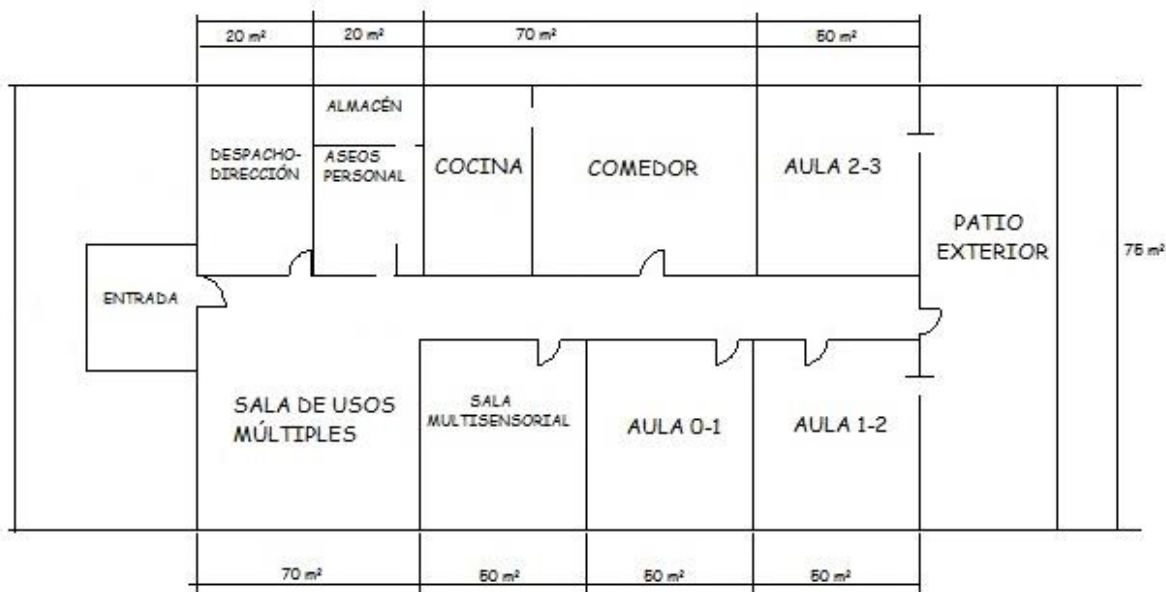 20 m²
20 m²
70 m²
50 m²
ALMACÉN
DESPACHO-
DIRECCIÓN
ASEOS
PERSONAL
COCINA
COMEDOR
AULA 2-3
PATIO
EXTERIOR
75 m²
ENTRADA
SALA DE USOS
MÚLTIPLES
SALA
MULTISENSORIAL
AULA 0-1
AULA 1-2
70 m²
50 m²
50 m²
50 m²